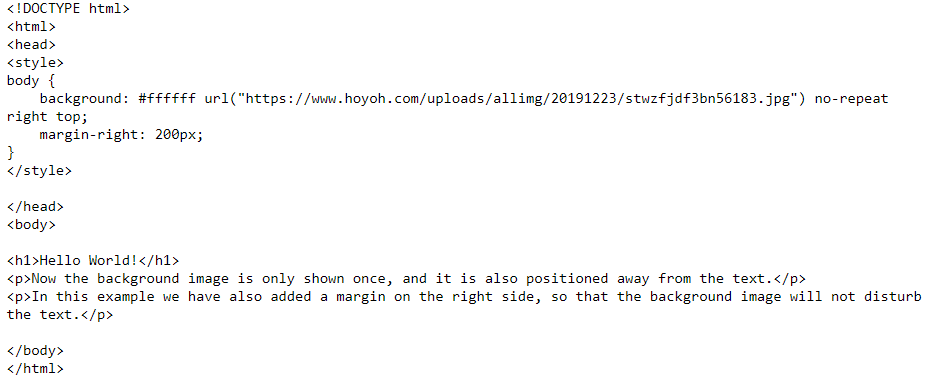 <!DOCTYPE html>
<html>
<head>
<style>
body {
    background: #ffffff url("https://www.hoyoh.com/uploads/allimg/20191223/stwzfjdf3bn56183.jpg") no-repeat
right top;
    margin-right: 200px;
}
</style>

</head>
<body>

<h1>Hello World!</h1>
<p>Now the background image is only shown once, and it is also positioned away from the text.</p>
<p>In this example we have also added a margin on the right side, so that the background image will not disturb
the text.</p>

</body>
</html>